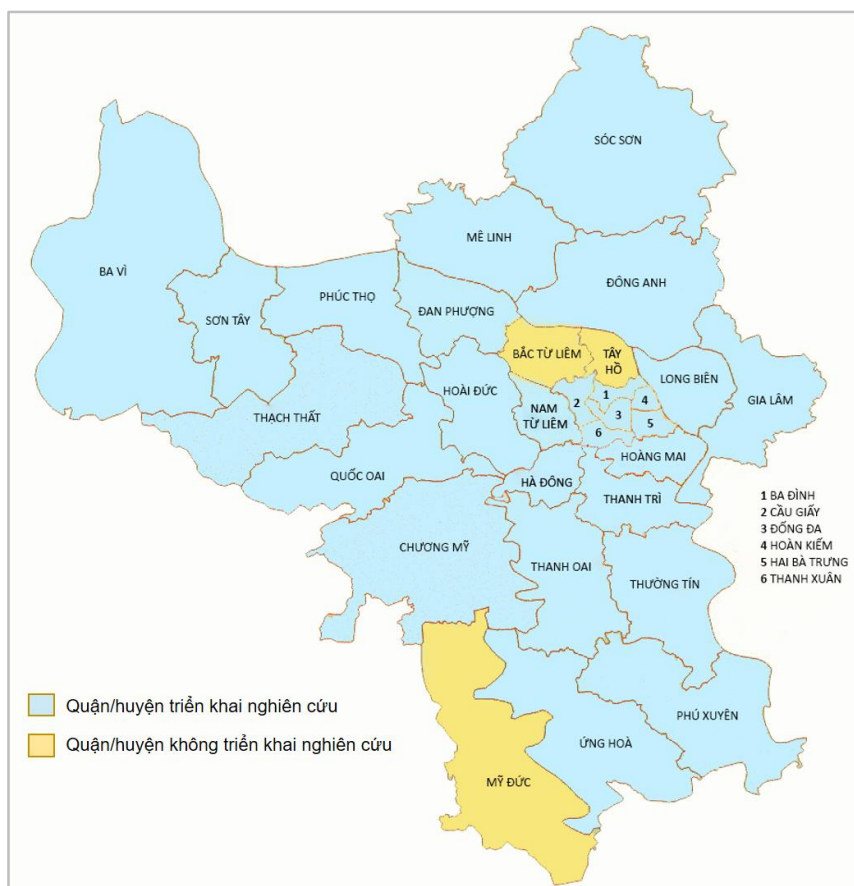 SÓC SƠN
MÊ LINH
BA VÌ
ĐÔNG ANH
PHÚC THỌ
SƠN TÂY
ĐAN PHƯỢNG
BẮC TỪ LIÊM
TÂY
HỒ
LONG BIÊN
HOÀI ĐỨC
GIA LÂM
1
2
4
3
5
6
NAM
TỪ LIÊM
THẠCH THẤT
HOÀNG MAI
QUỐC OAI
HÀ ĐÔNG
THANH TRÌ
1 BA ĐÌNH
2 CẦU GIẤY
3 ĐỐNG ĐA
4 HOÀN KIẾM
5 HAI BÀ TRƯNG
6 THANH XUÂN
CHƯƠNG MỸ
THANH OAI
THƯỜNG TÍN
Quận/huyện triển khai nghiên cứu
Quận/huyện không triển khai nghiên cứu
PHÚ XUYÊN
ỨNG HOÀ
MỸ ĐỨC